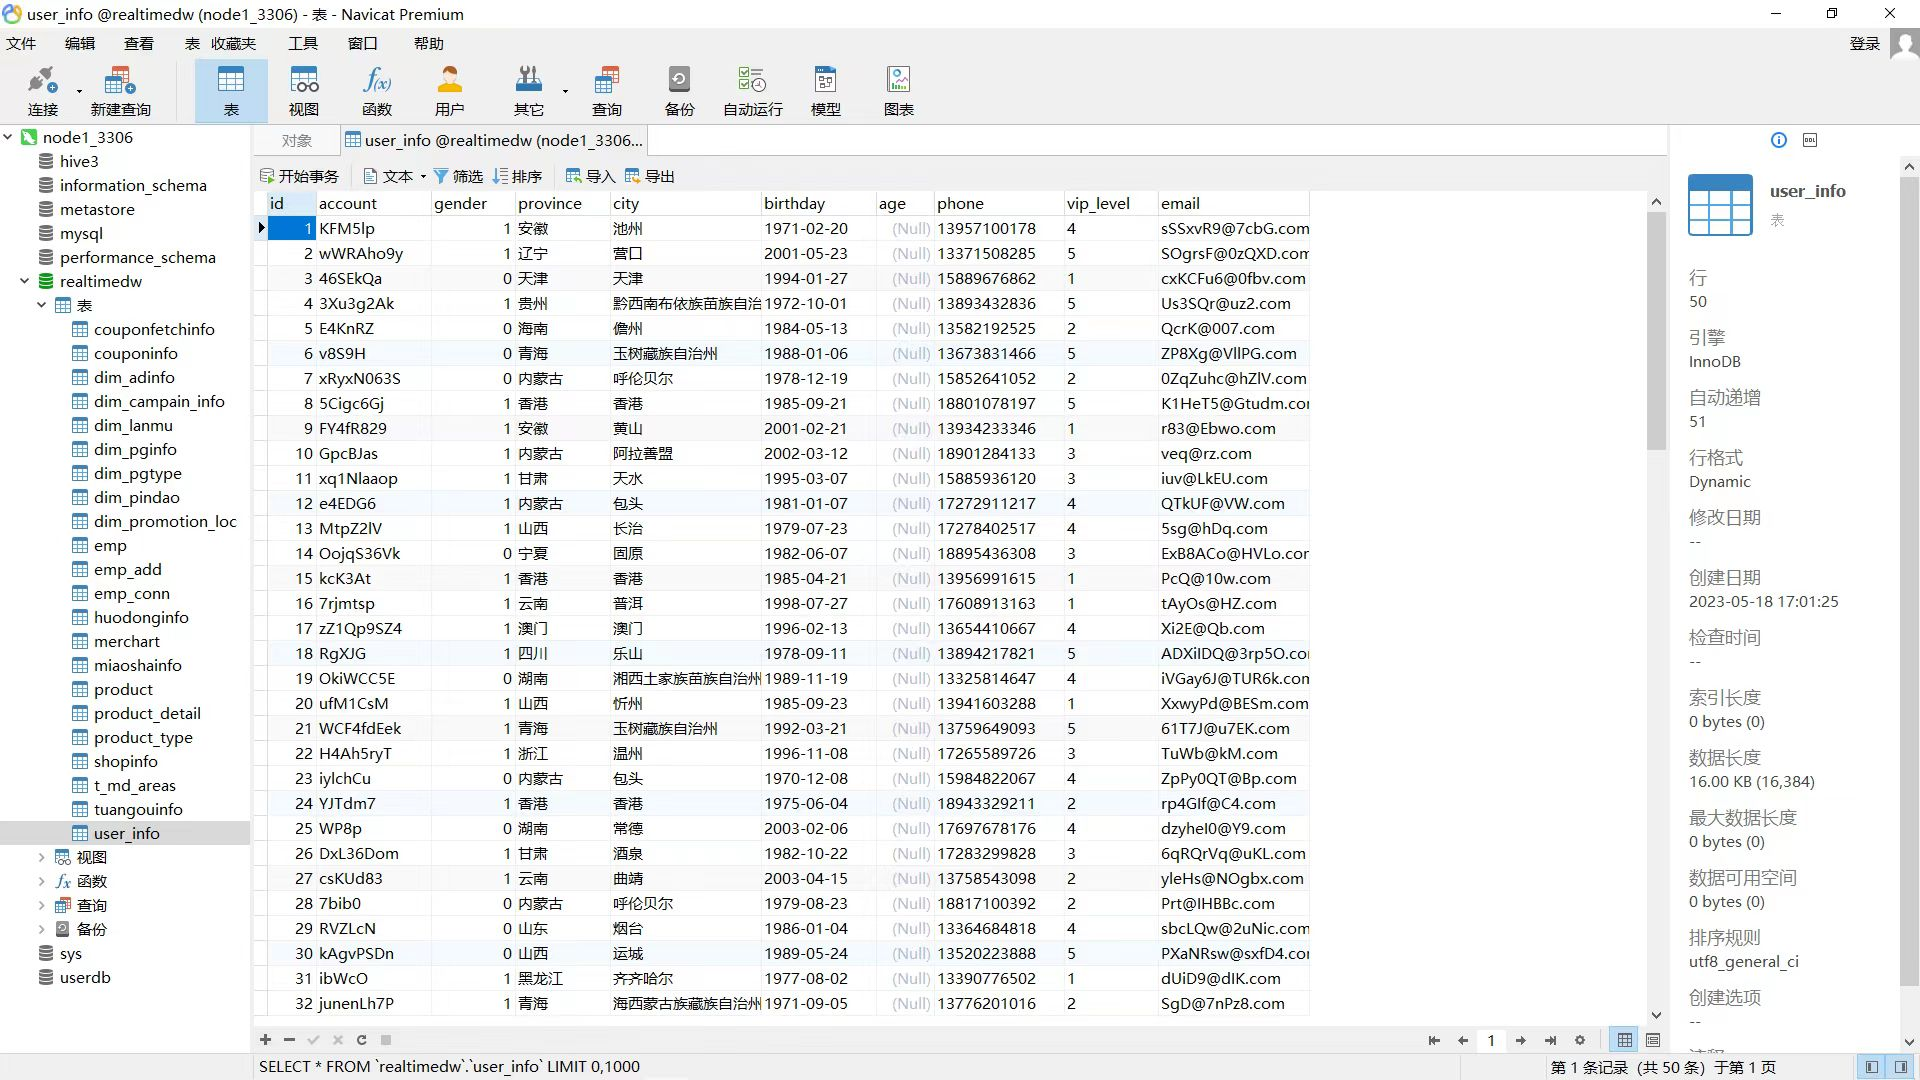 user_info @realtimedw (node1_3306) - 表 - Navicat Premium
文件 编辑 查看 表 收藏夹 工具 窗口 帮助 登录
连接 新建查询 表 视图 函数 用户 其它 查询 备份 自动运行 模型 图表
node1_3306
hive3
information_schema
metastore
mysql
performance_schema
realtimedw
表
couponfetchinfo
couponinfo
dim_adinfo
dim_campain_info
dim_lanmu
dim_pginfo
dim_pgtype
dim_pindao
dim_promotion_loc
emp
emp_add
emp_conn
huodonginfo
merchart
miaoshainfo
product
product_detail
product_type
shopinfo
t_md_areas
tuangouinfo
user_info
视图
函数
查询
备份
sys
userdb
对象 user_info @realtimedw (node1_3306...
开始事务 文本 筛选 排序 导入 导出
id account gender province city birthday age phone vip_level email
1 KFM5lp 1 安徽 池州 1971-02-20 (Null) 13957100178 4 sSSxvR9@7cbG.com
2 wWRAho9y 1 辽宁 营口 2001-05-23 (Null) 13371508285 5 SOgrsF@0zQXD.com
3 46SEkQa 0 天津 天津 1994-01-27 (Null) 15889676862 1 cxKCFu6@0fbv.com
4 3Xu3g2Ak 1 贵州 黔西南布依族苗族自治 1972-10-01 (Null) 13893432836 5 Us3SQr@uz2.com
5 E4KnRZ 0 海南 儋州 1984-05-13 (Null) 13582192525 2 QcrK@007.com
6 v8S9H 0 青海 玉树藏族自治州 1988-01-06 (Null) 13673831466 5 ZP8Xg@VllPG.com
7 xRyxN063S 0 内蒙古 呼伦贝尔 1978-12-19 (Null) 15852641052 2 0ZqZuhc@hZlV.com
8 5Cigc6Gj 1 香港 香港 1985-09-21 (Null) 18801078197 5 K1HeT5@Gtudm.cor
9 FY4fR829 1 安徽 黄山 2001-02-21 (Null) 13934233346 1 r83@Ebwo.com
10 GpcBJas 1 内蒙古 阿拉善盟 2002-03-12 (Null) 18901284133 3 veq@rz.com
11 xq1Nlaaop 1 甘肃 天水 1995-03-07 (Null) 15885936120 3 iuv@LkEU.com
12 e4EDG6 1 内蒙古 包头 1981-01-07 (Null) 17272911217 4 QTkUF@VW.com
13 MtpZ2lV 1 山西 长治 1979-07-23 (Null) 17278402517 4 5sg@hDq.com
14 OojqS36Vk 0 宁夏 固原 1982-06-07 (Null) 18895436308 3 ExB8ACo@HVLo.cor
15 kcK3At 1 香港 香港 1985-04-21 (Null) 13956991615 1 PcQ@10w.com
16 7rjmtsp 1 云南 普洱 1998-07-27 (Null) 17608913163 1 tAyOs@HZ.com
17 zZ1Qp9SZ4 1 澳门 澳门 1996-02-13 (Null) 13654410667 4 Xi2E@Qb.com
18 RgXJG 1 四川 乐山 1978-09-11 (Null) 13894217821 5 ADXiIDQ@3rp5O.co
19 OkiWCC5E 0 湖南 湘西土家族苗族自治州 1989-11-19 (Null) 13325814647 4 iVGay6J@TUR6k.com
20 ufM1CsM 1 山西 忻州 1985-09-23 (Null) 13941603288 1 XxwyPd@BESm.com
21 WCF4fdEek 1 青海 玉树藏族自治州 1992-03-21 (Null) 13759649093 5 61T7J@u7EK.com
22 H4Ah5ryT 1 浙江 温州 1996-11-08 (Null) 17265589726 3 TuWb@kM.com
23 iylchCu 0 内蒙古 包头 1970-12-08 (Null) 15984822067 4 ZpPy0QT@Bp.com
24 YJTdm7 1 香港 香港 1975-06-04 (Null) 18943329211 2 rp4GIf@C4.com
25 WP8p 0 湖南 常德 2003-02-06 (Null) 17697678176 4 dzyheI0@Y9.com
26 DxL36Dom 1 甘肃 酒泉 1982-10-22 (Null) 17283299828 3 6qRQrVq@uKL.com
27 csKUd83 1 云南 曲靖 2003-04-15 (Null) 13758543098 2 yleHs@NOgbx.com
28 7bib0 0 内蒙古 呼伦贝尔 1979-08-23 (Null) 18817100392 2 Prt@IHBBc.com
29 RVZLcN 0 山东 烟台 1986-01-04 (Null) 13364684818 4 sbcLQw@2uNic.com
30 kAgvPSDn 0 山西 运城 1989-05-24 (Null) 13520223888 5 PXaNRsw@sxfD4.co
31 ibWcO 1 黑龙江 齐齐哈尔 1977-08-02 (Null) 13390776502 1 dUiD9@dIK.com
32 junenLh7P 1 青海 海西蒙古族藏族自治州 1971-09-05 (Null) 13776201016 2 SgD@7nPz8.com
1
SELECT * FROM `realtimedw`.`user_info` LIMIT 0,1000
第 1 条记录 (共 50 条) 于第 1 页
DDL
user_info
表
行
50
引擎
InnoDB
自动递增
51
行格式
Dynamic
修改日期
--
创建日期
2023-05-18 17:01:25
检查时间
--
索引长度
0 bytes (0)
数据长度
16.00 KB (16,384)
最大数据长度
0 bytes (0)
数据可用空间
0 bytes (0)
排序规则
utf8_general_ci
创建选项
--